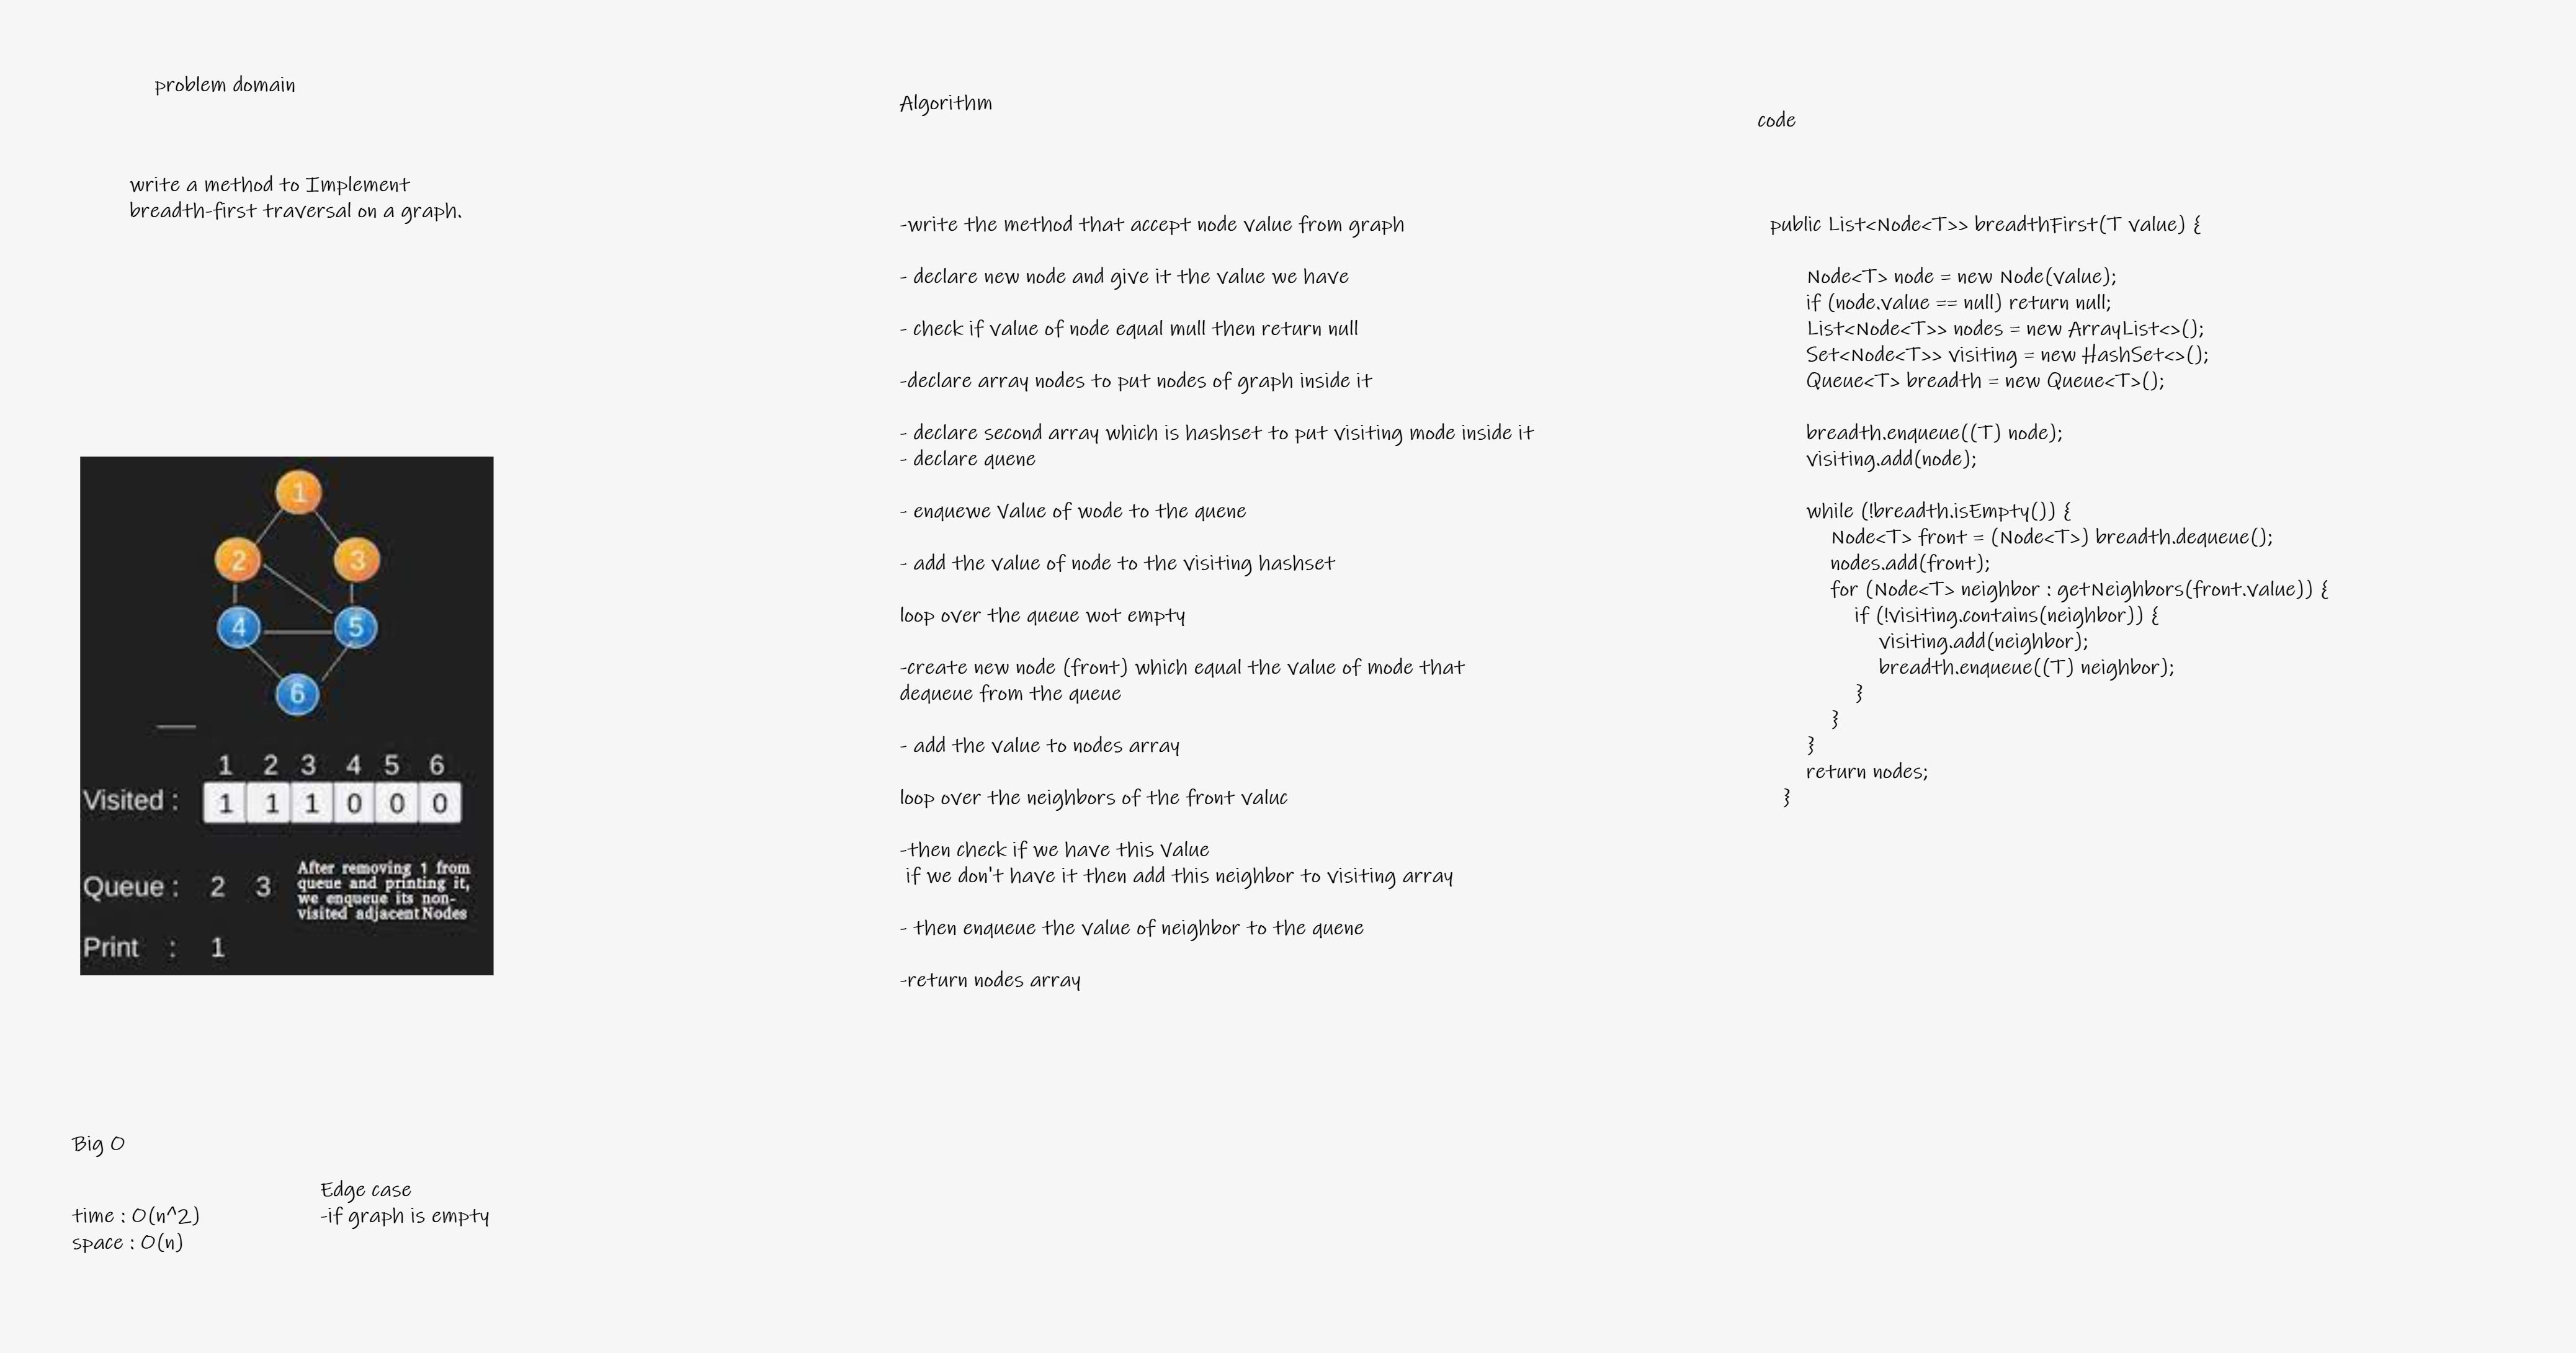 problem domain
write a method to Implement
breadth-first traversal on a graph.
1
2 3
4 5
6
1 2 3 4 5 6
Visited : 1 1 1 0 0 0
Queue : 2 3
After removing 1 from
queue and printing it,
we enqueue its non-
visited adjacent Nodes
Print : 1
Big O
time : O(n^2)
space : O(n)
Edge case
-if graph is empty
Algorithm
-write the method that accept node value from graph
- declare new node and give it the value we have
- check if value of node equal mull then return null
-declare array nodes to put nodes of graph inside it
- declare second array which is hashset to put visiting mode inside it
- declare quene
- enquewe Value of wode to the quene
- add the value of node to the visiting hashset
loop over the queue wot empty
-create new node (front) which equal the value of mode that
dequeue from the queue
- add the value to nodes array
loop over the neighbors of the front valuc
-then check if we have this Value
if we don't have it then add this neighbor to visiting array
- then enqueue the value of neighbor to the quene
-return nodes array
code
public List<Node<T>> breadthFirst(T value) {
Node<T> node = new Node(value);
if (node.value == null) return null;
List<Node<T>> nodes = new ArrayList<>();
Set<Node<T>> visiting = new HashSet<>();
Queue<T> breadth = new Queue<T>();
breadth.enqueue((T) node);
visiting.add(node);
while (!breadth.isEmpty()) {
Node<T> front = (Node<T>) breadth.dequeue();
nodes.add(front);
for (Node<T> neighbor : getNeighbors(front.value)) {
if (!visiting.contains(neighbor)) {
visiting.add(neighbor);
breadth.enqueue((T) neighbor);
}
}
}
return nodes;
}